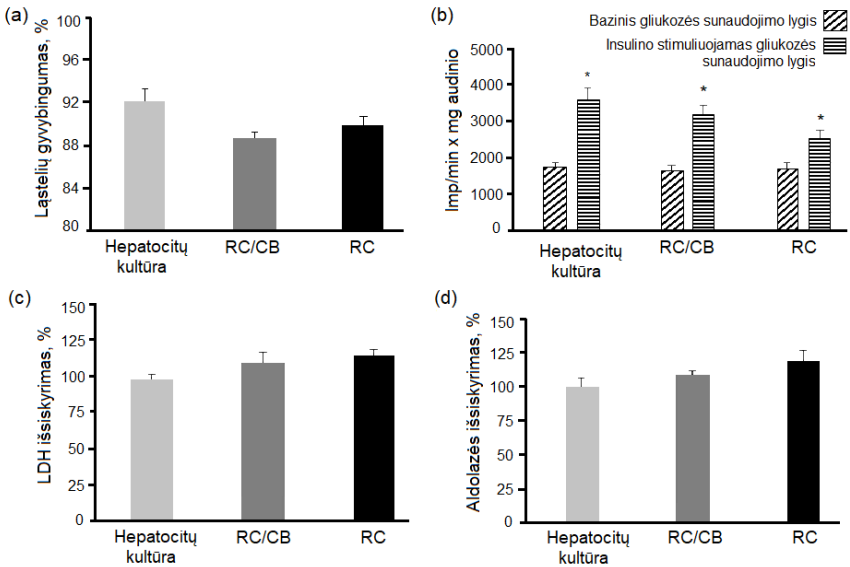 (a)
Ląstelių gyvybingumas, %
100
96
92
88
84
80
Hepatocitų
kultūra
RC/CB
RC
(b)
Bazinis gliukozės sunaudojimo lygis
Insulino stimuliuojamas gliukozės
sunaudojimo lygis
Imp/min x mg audinio
5000
4000
3000
2000
1000
0
*
*
*
Hepatocitų
kultūra
RC/CB
RC
(c)
LDH išsiskyrimas, %
150
125
100
75
50
25
0
Hepatocitų
kultūra
RC/CB
RC
(d)
Aldolazės išsiskyrimas, %
150
125
100
75
50
25
0
Hepatocitų
kultūra
RC/CB
RC